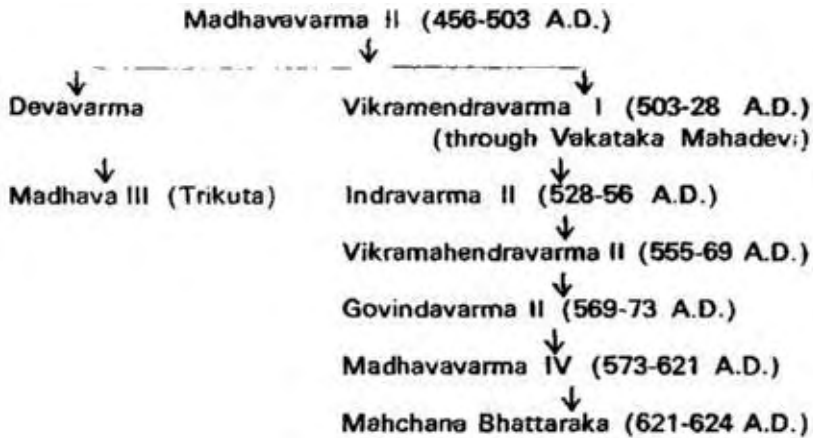 Madhavavarma II (456-503 A.D.)
Devavarma Vikramendravarma I (503-28 A.D.)
(through Vakataka Mahadevi)
Madhava III (Trikuta) Indravarma II (528-56 A.D.)
Vikramahendravarma II (555-69 A.D.)
Govindavarma II (569-73 A.D.)
Madhavavarma IV (573-621 A.D.)
Mahchana Bhattaraka (621-624 A.D.)